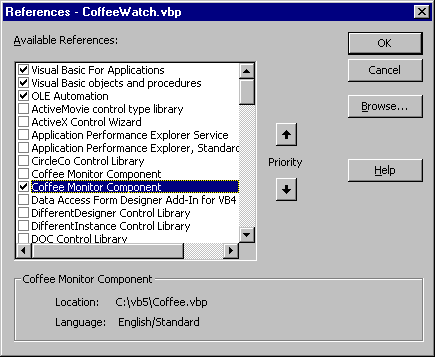 References - CoffeeWatch.vbp
Available References:
OK
Cancel
Browse...
Help
Visual Basic For Applications
Visual Basic objects and procedures
OLE Automation
ActiveMovie control type library
ActiveX Control Wizard
Application Performance Explorer Service
Application Performance Explorer, Standard
CircleCo Control Library
Coffee Monitor Component
Coffee Monitor Component
Data Access Form Designer Add-In for VB4
DifferentDesigner Control Library
DifferentInstance Control Library
DOC Control Library
Priority
Coffee Monitor Component
Location: C:\vb5\Coffee.vbp
Language: English/Standard